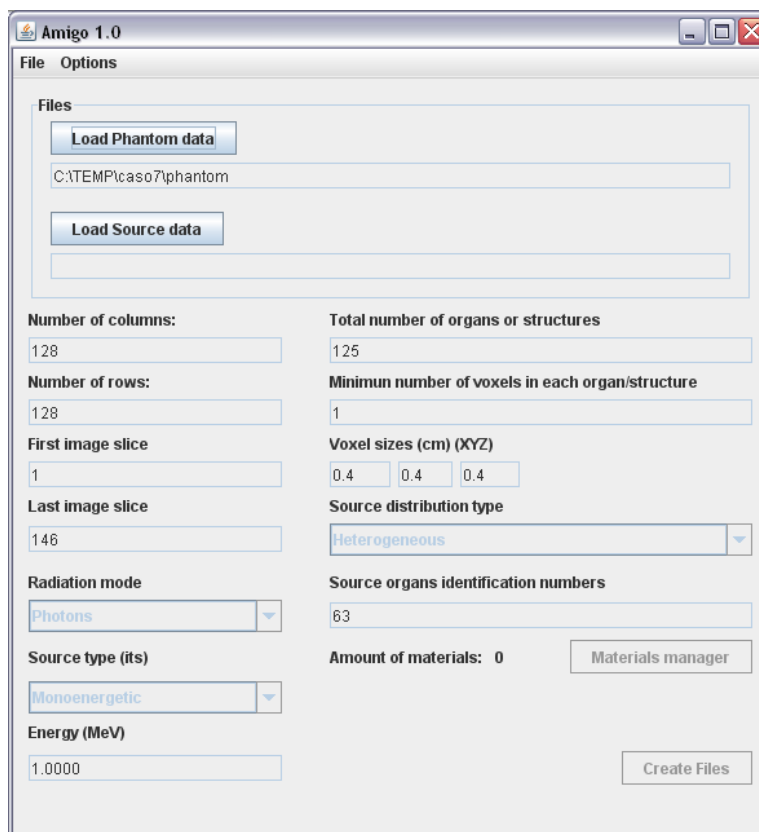 Amigo 1.0
File Options
Files
Load Phantom data
C:\TEMP\caso7\phantom
Load Source data
Number of columns:
Total number of organs or structures
128
125
Number of rows:
Minimun number of voxels in each organ/structure
128
1
First image slice
Voxel sizes (cm) (XYZ)
1
0.4 0.4 0.4
Last image slice
Source distribution type
146
Heterogeneous
Radiation mode
Source organs identification numbers
Photons
63
Source type (its)
Amount of materials: 0
Materials manager
Monoenergetic
Energy (MeV)
1.0000
Create Files